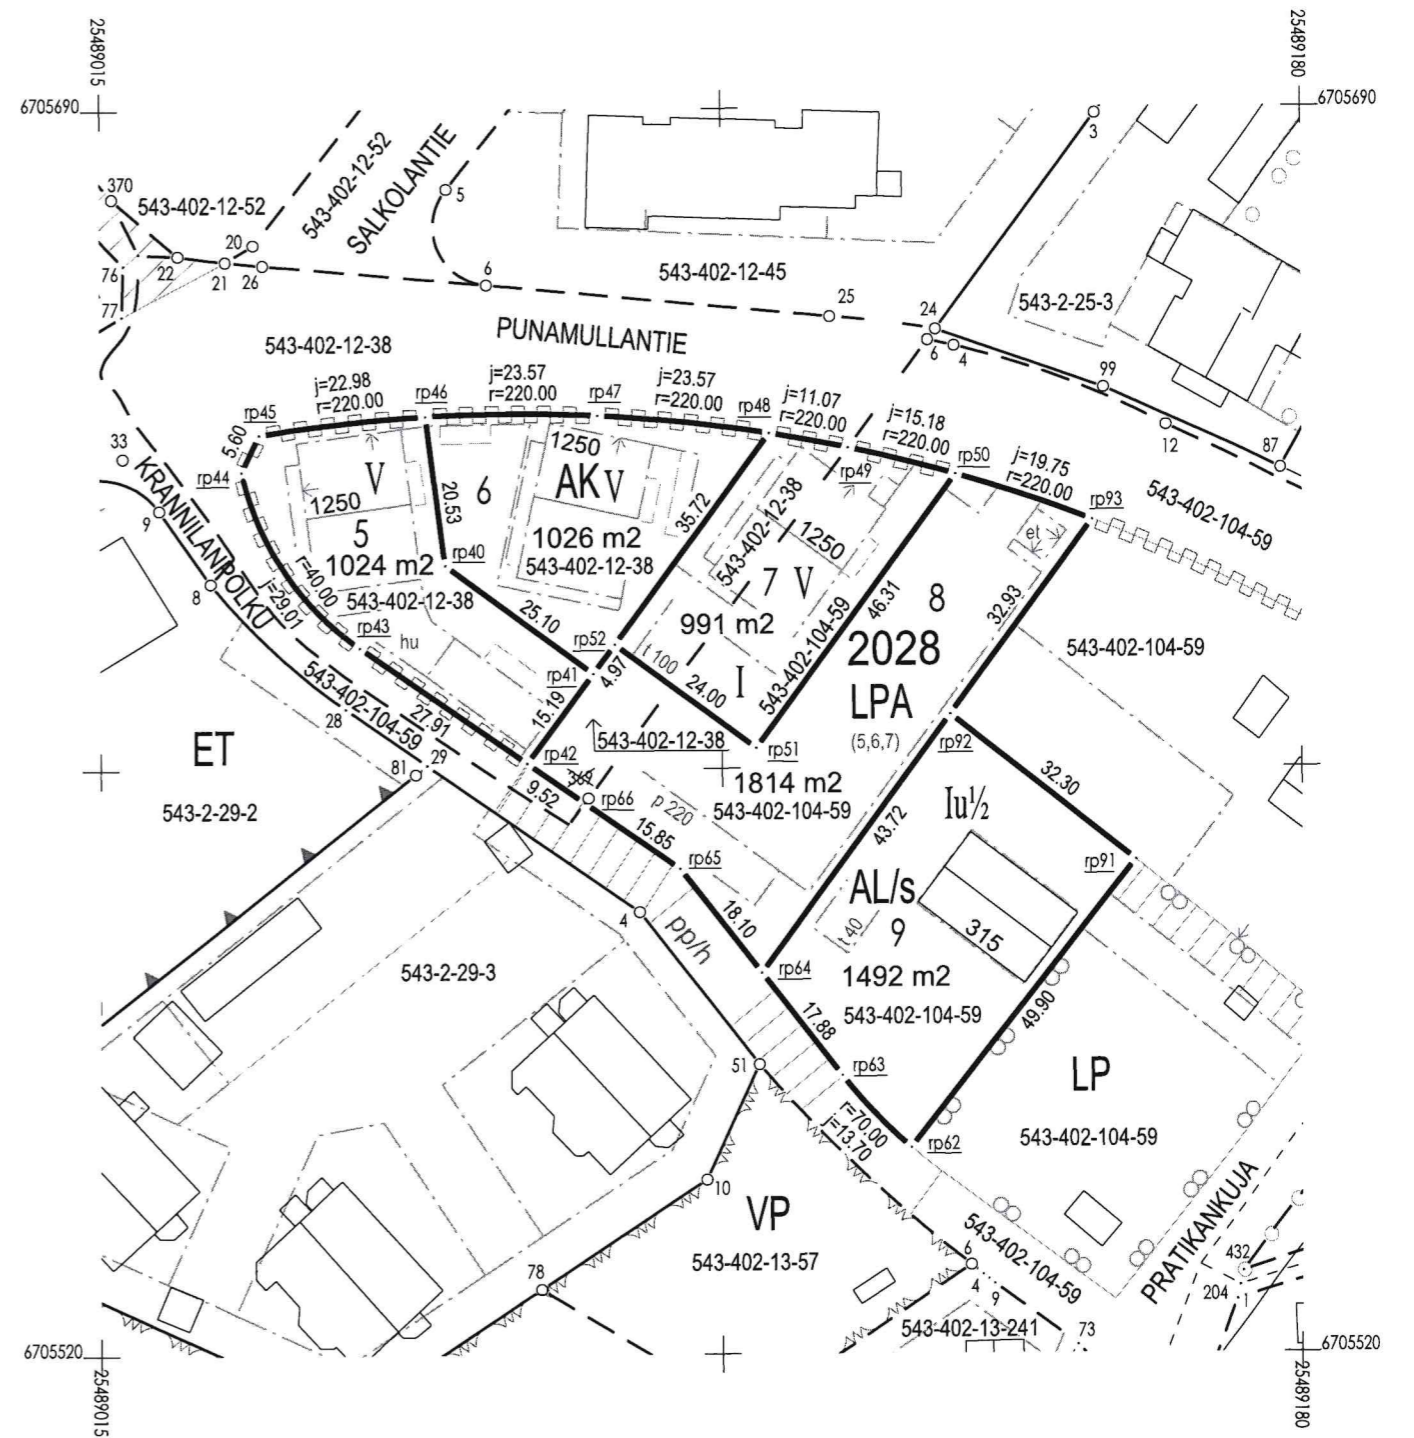 25489015
25489180
6705690
6705690
3
370
543-402-12-52
543-402-12-52
SALKOLANTIE
5
20
22
21
26
76
77
6
543-402-12-45
25
24
543-2-25-3
6
4
99
12
87
PUNAMULLANTIE
543-402-12-38
j=22.98
r=220.00
j=23.57
r=220.00
j=23.57
r=220.00
j=11.07
r=220.00
j=15.18
r=220.00
j=19.75
r=220.00
rp45
rp46
rp47
rp48
rp49
rp50
rp93
5.60
rp44
33
KRANNILANPOLKU
9
8
V
1250
5
1024 m2
543-402-12-38
20.53
6
1250
AK V
1026 m2
543-402-12-38
rp40
35.72
543-402-12-38
1250
7 V
991 m2
46.31
543-402-104-59
et
32.93
543-402-104-59
543-402-104-59
r=40.00
j=29.01
rp43
hu
25.10
rp52
rp41
4.97
t 100
24.00
I
8
2028
LPA
(5,6,7)
543-402-104-59
27.91
28
29
81
15.19
rp42
543-402-12-38
rp51
1814 m2
543-402-104-59
rp92
ET
543-2-29-2
9.52
rp66
p 220
15.85
rp65
43.72
Iu½
32.30
rp91
AL/s
9
315
t 40
18.10
4
pp/h
rp64
1492 m2
543-402-104-59
49.90
543-2-29-3
17.88
51
rp63
LP
543-402-104-59
r=70.00
j=13.70
rp62
10
VP
543-402-13-57
78
6
4
9
543-402-104-59
PRATIKANKUJA
432
204
1
543-402-13-241
73
6705520
6705520
25489015
25489180